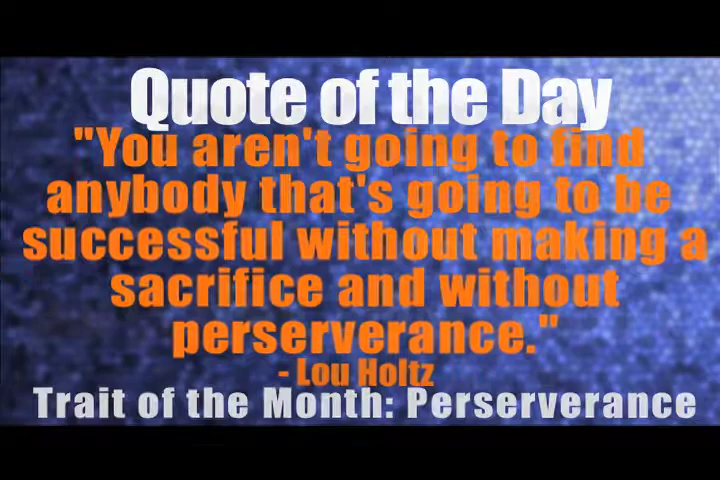 Quote of the Day
"You aren't going to find
anybody that's going to be
successful without making a
sacrifice and without
perserverance."
- Lou Holtz
Trait of the Month: Perserverance